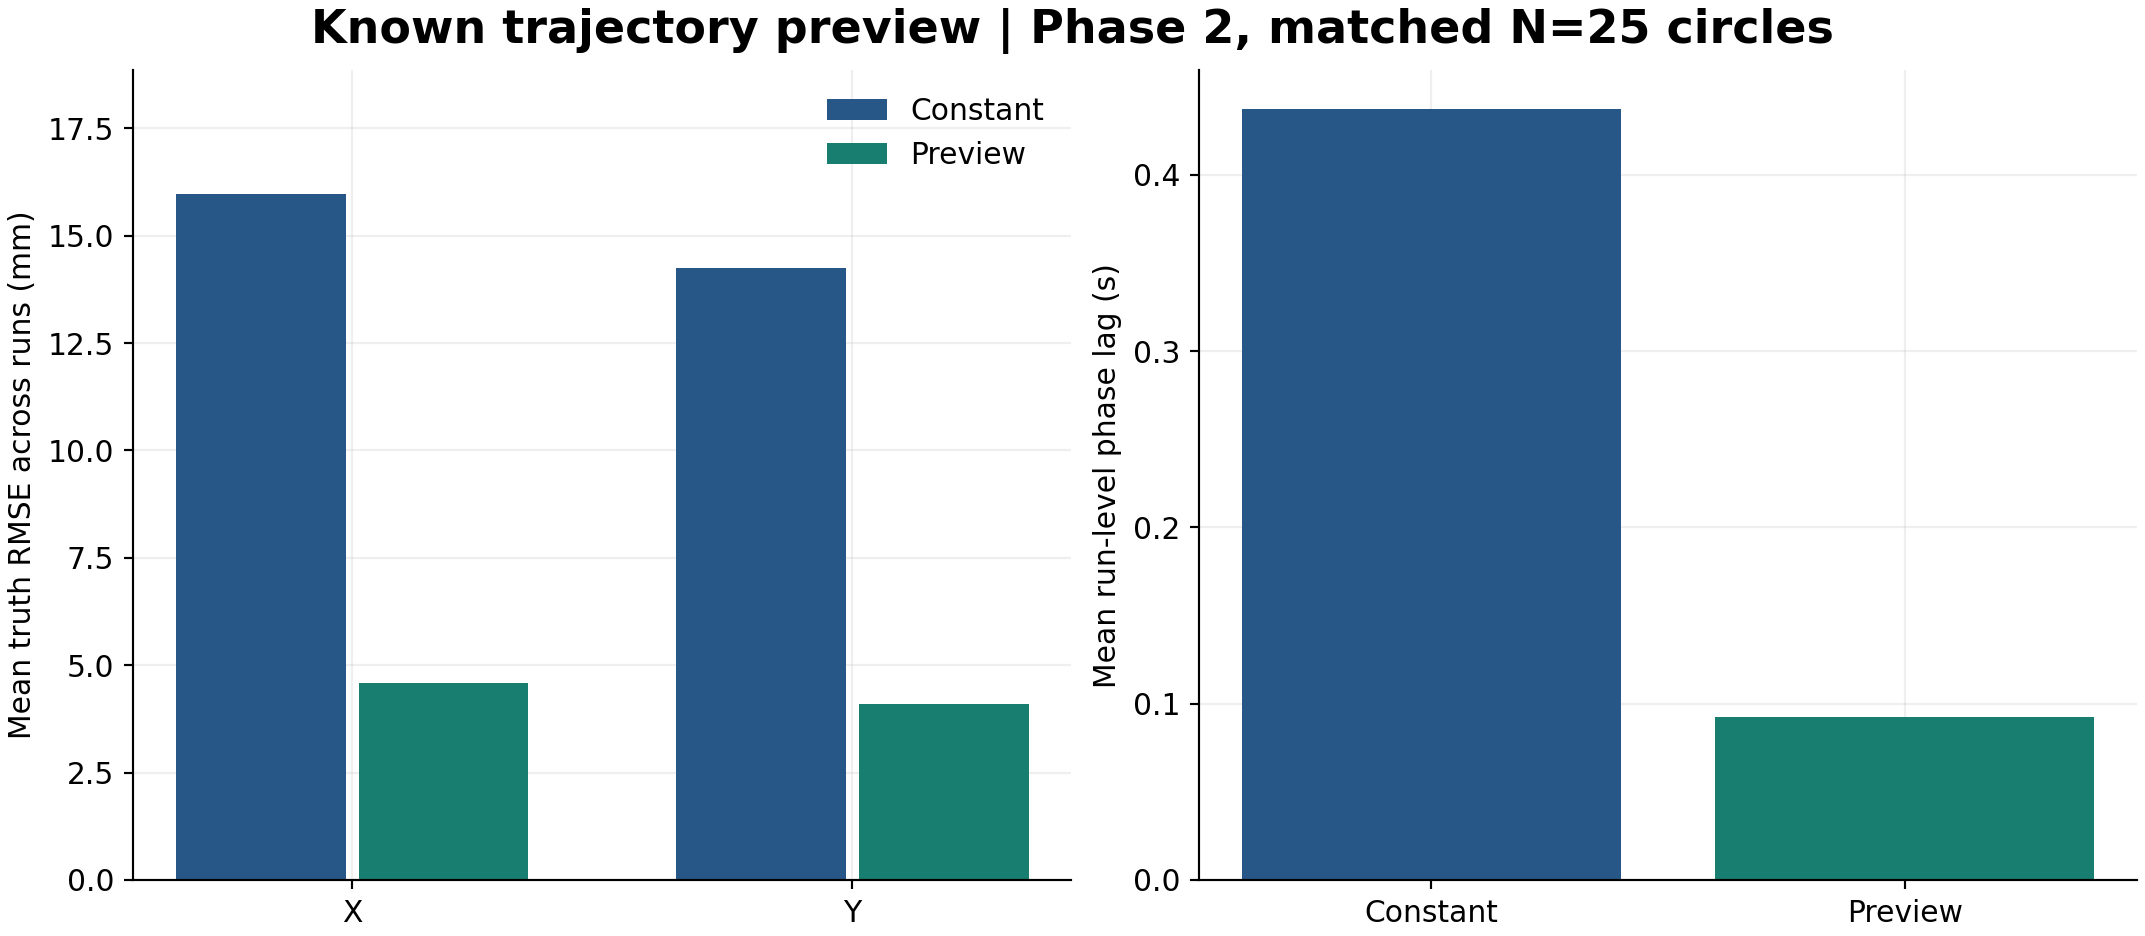 Known trajectory preview | Phase 2, matched N=25 circles
Mean truth RMSE across runs (mm)
17.5
15.0
12.5
10.0
7.5
5.0
2.5
0.0
X
Y
Constant
Preview
Mean run-level phase lag (s)
0.4
0.3
0.2
0.1
0.0
Constant
Preview